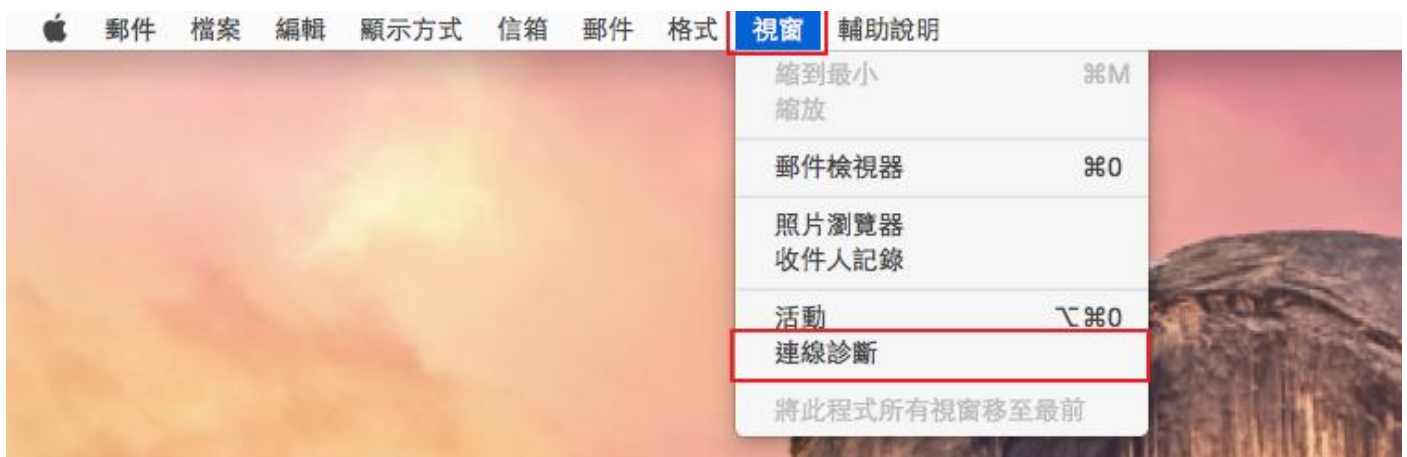 郵件 檔案 編輯 顯示方式 信箱 郵件 格式 視窗 輔助說明
縮到最小 ⌘M
縮放
郵件檢視器 ⌘0
照片瀏覽器
收件人記錄
活動 ⌥⌘0
連線診斷
將此程式所有視窗移至最前